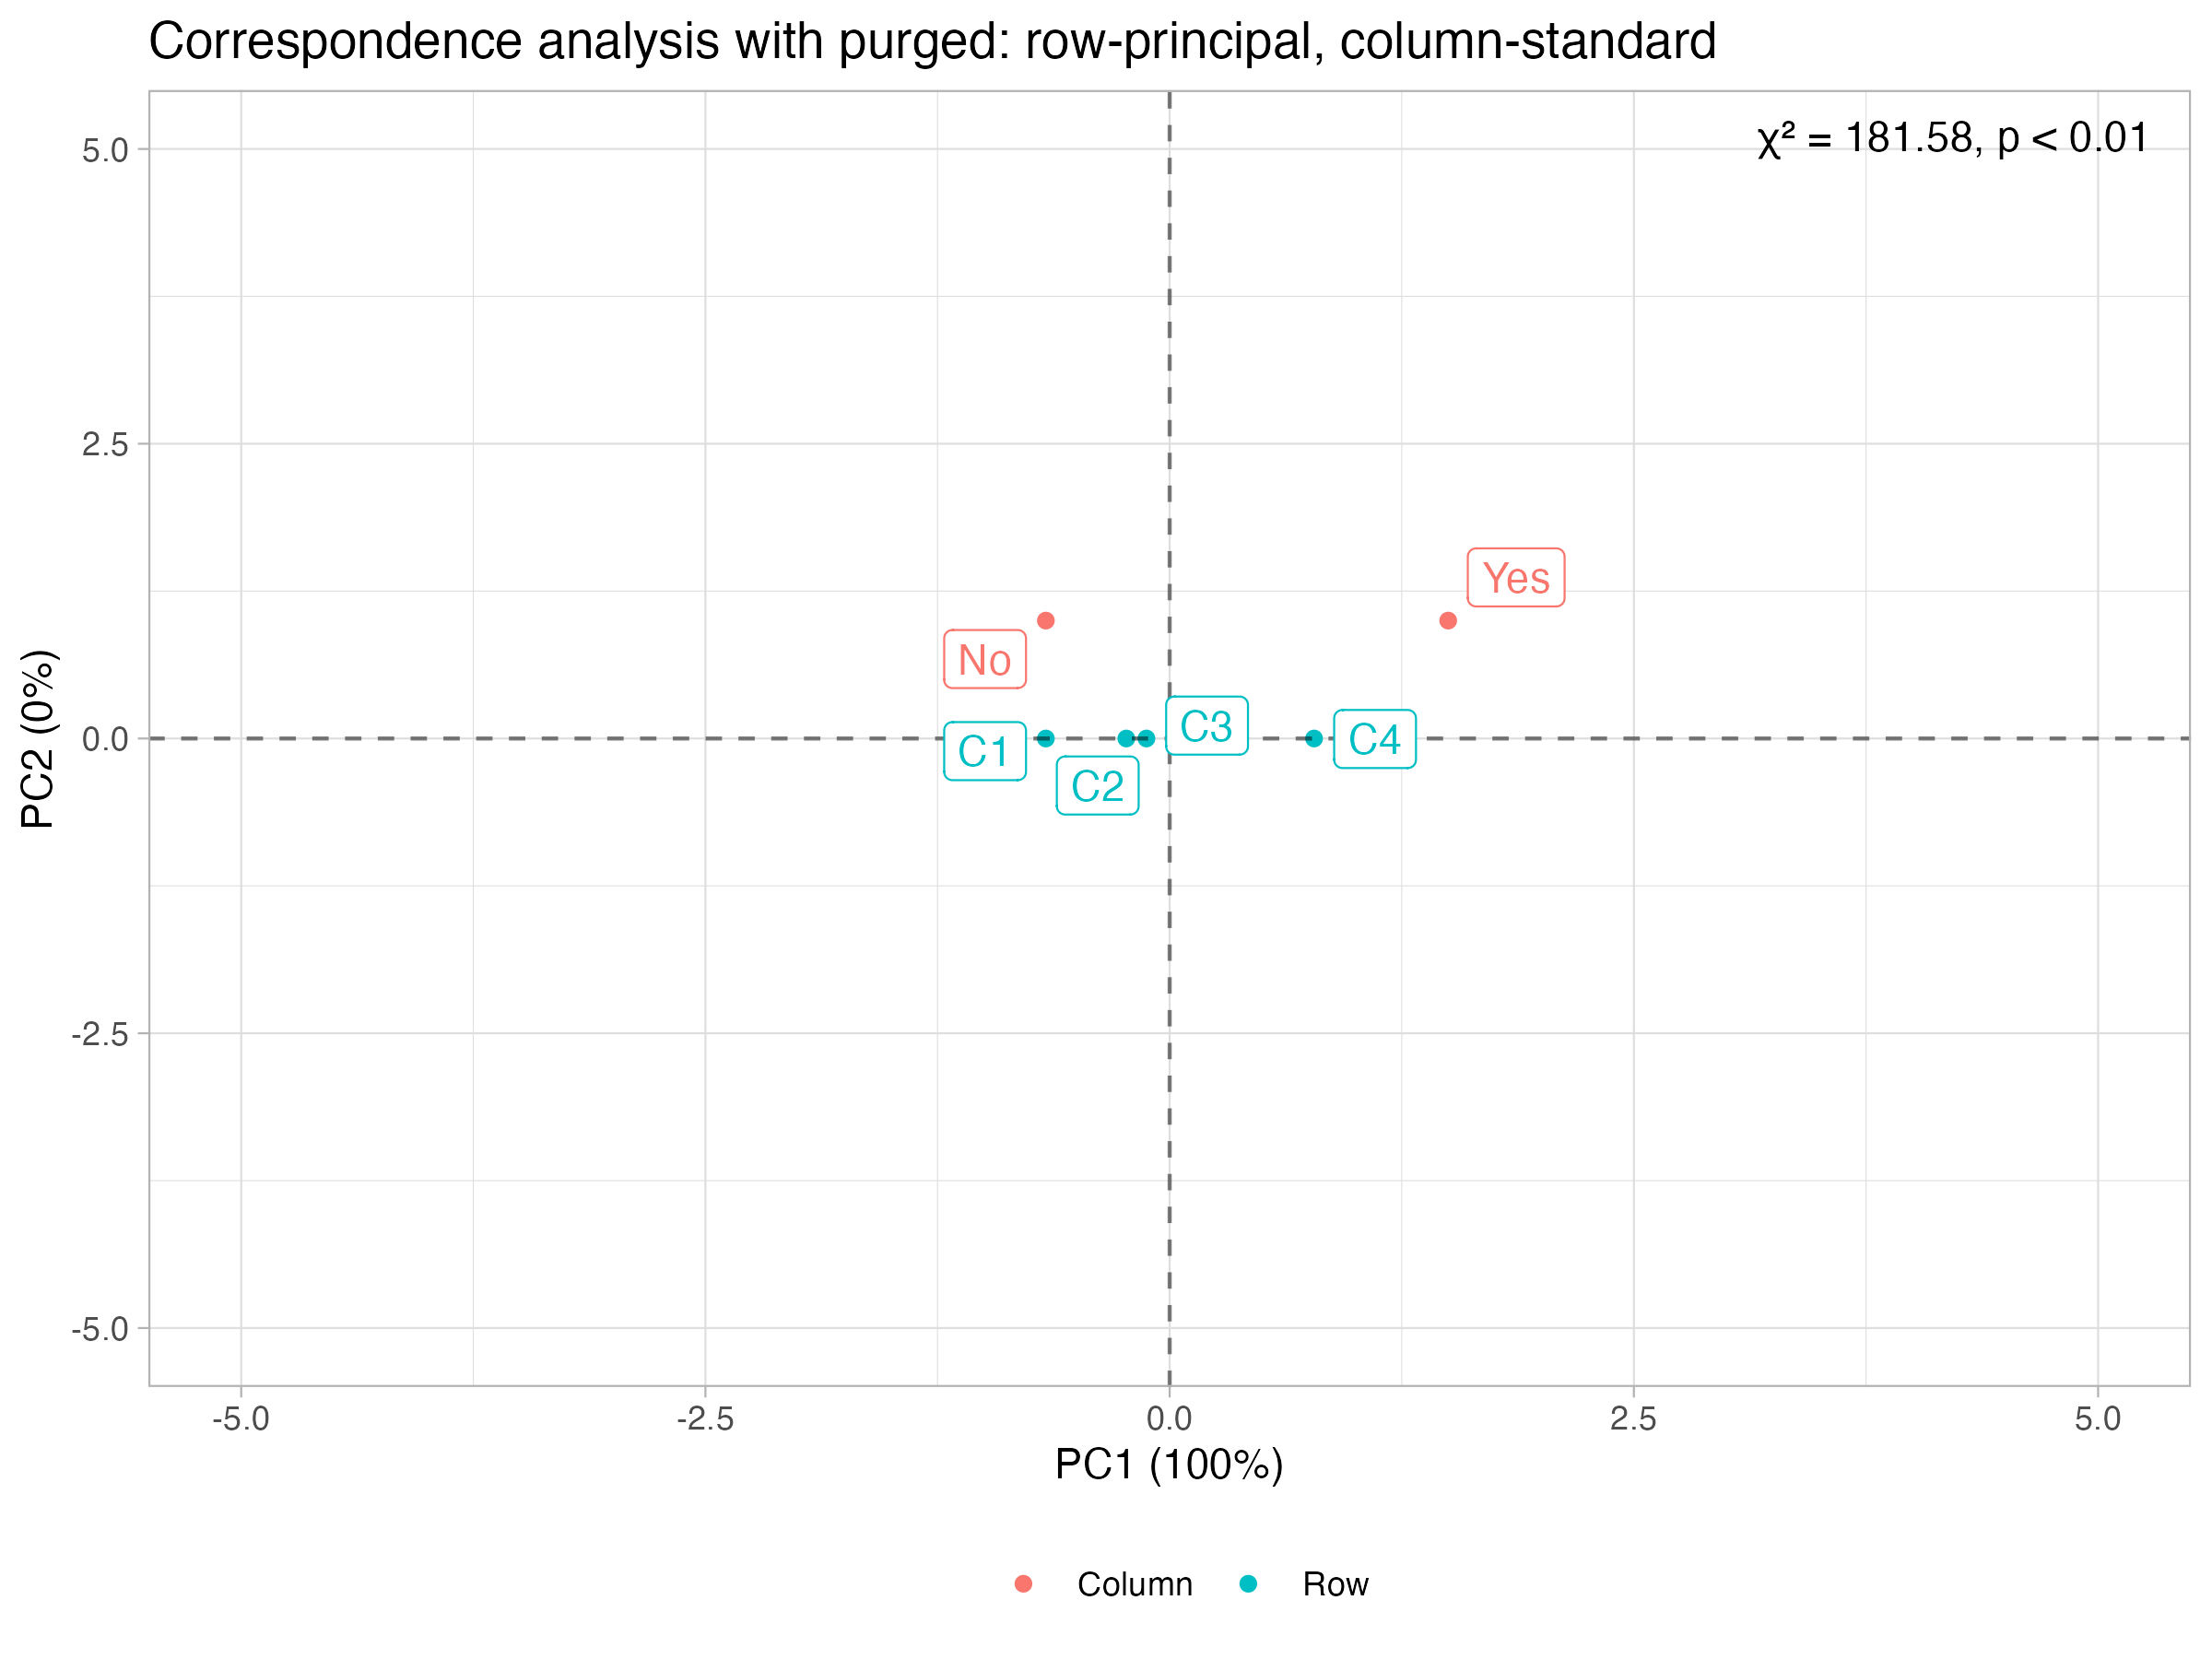 Correspondence analysis with purged: row-principal, column-standard
χ² = 181.58, p < 0.01
5.0
2.5
0.0
-2.5
-5.0
PC2 (0%)
Yes
No
C3
C4
C1
C2
-5.0 -2.5 0.0 2.5 5.0
PC1 (100%)
Column Row